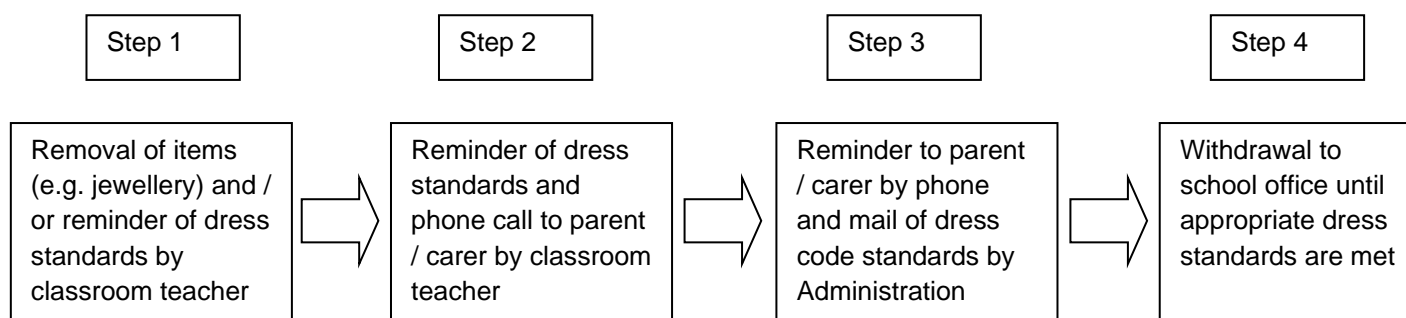 Step 1
Step 2
Step 3
Step 4
Removal of items
(e.g. jewellery) and /
or reminder of dress
standards by
classroom teacher
Reminder of dress
standards and
phone call to parent
/ carer by classroom
teacher
Reminder to parent
/ carer by phone
and mail of dress
code standards by
Administration
Withdrawal to
school office until
appropriate dress
standards are met